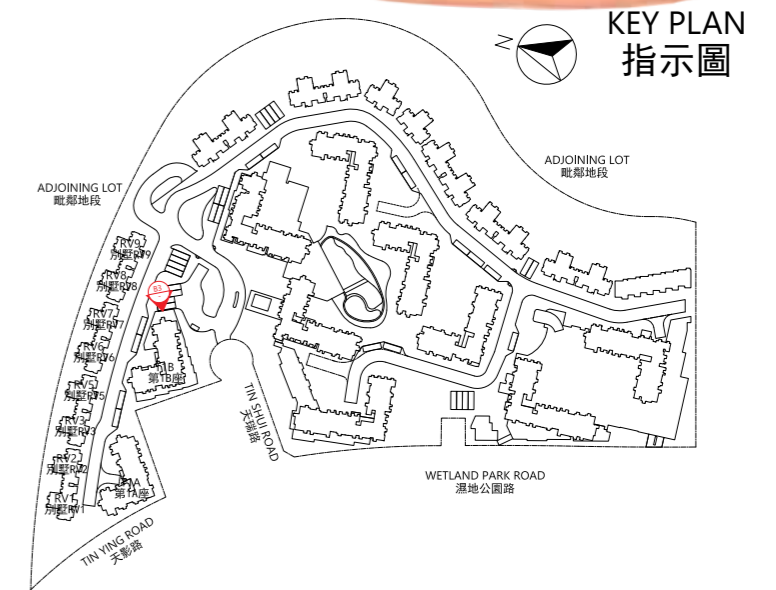 KEY PLAN
指示圖
N
ADJOINING LOT
毗鄰地段
ADJOINING LOT
毗鄰地段
RV9
別墅RV9
RV8
別墅RV8
B3
RV7
別墅RV7
RV6
別墅RV6
T1B
第1B座
RV5
別墅RV5
RV3
別墅RV3
RV2
別墅RV2
T1A
第1A座
RV1
別墅RV1
TIN SHUI ROAD
天瑞路
WETLAND PARK ROAD
濕地公園路
TIN YING ROAD
天影路